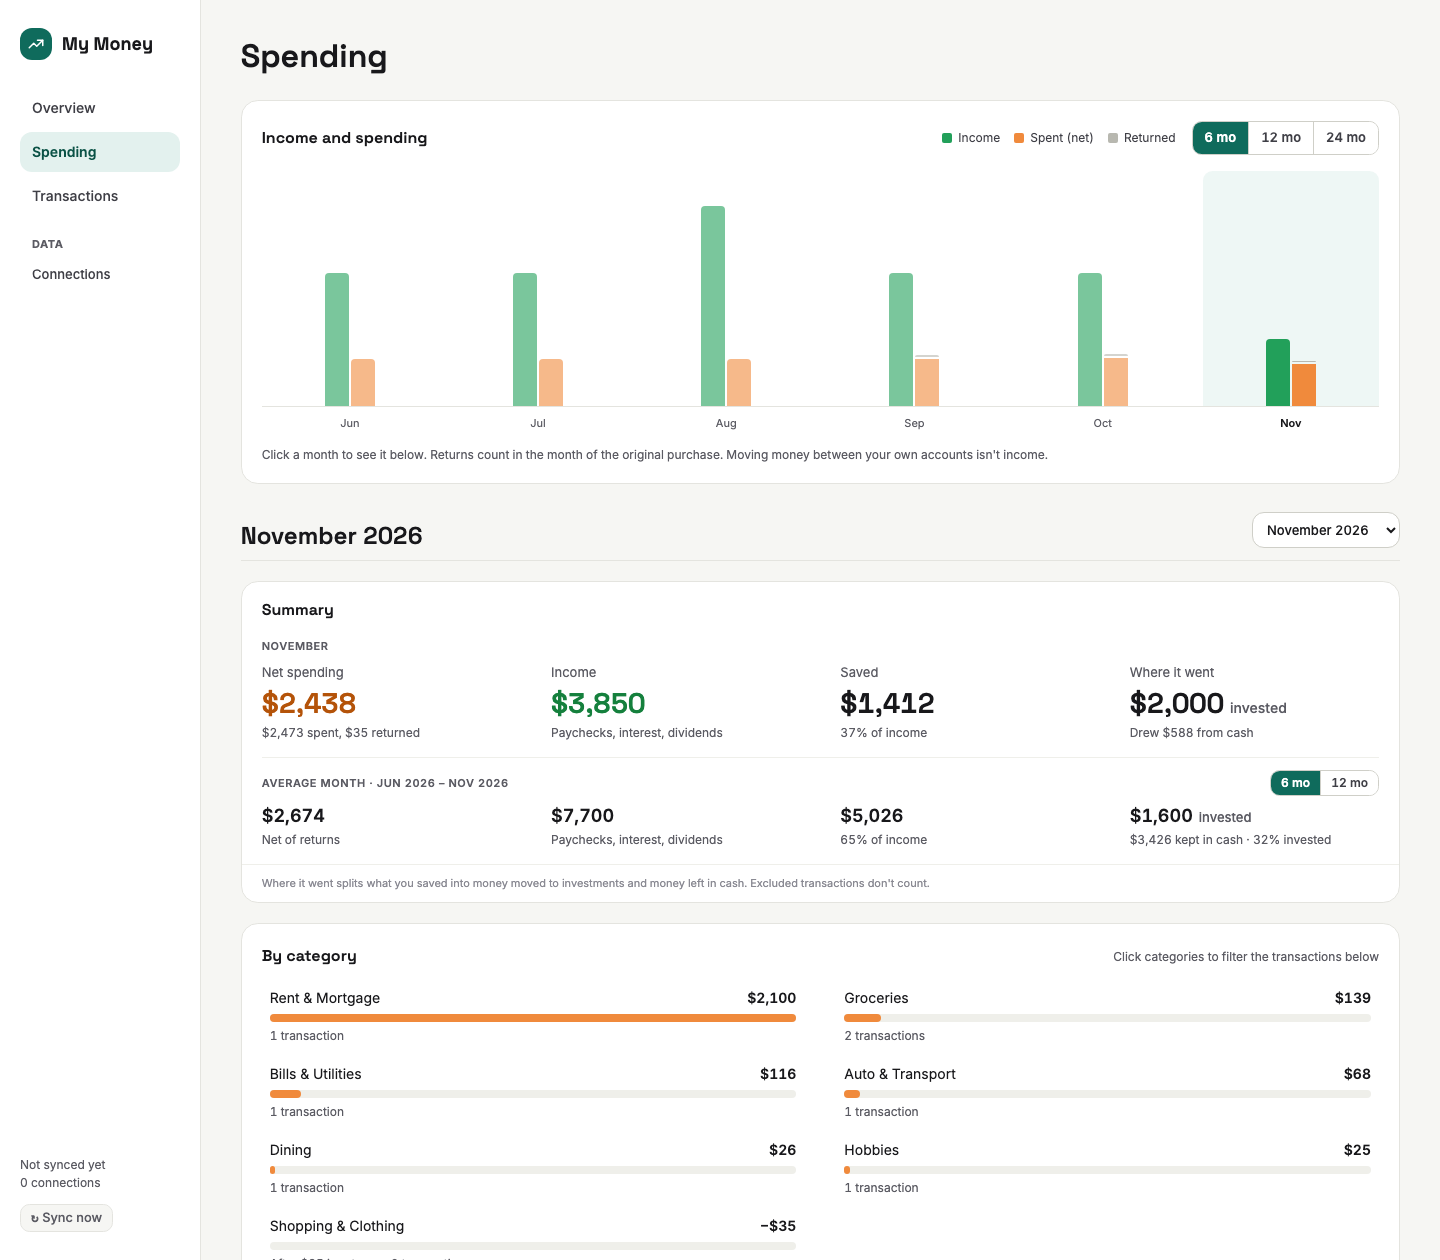 My Money
Overview
Spending
Transactions
DATA
Connections
Not synced yet
0 connections
↻ Sync now
Spending
Income and spending
Income
Spent (net)
Returned
6 mo
12 mo
24 mo
Jun
Jul
Aug
Sep
Oct
Nov
Click a month to see it below. Returns count in the month of the original purchase. Moving money between your own accounts isn't income.
November 2026
November 2026
Summary
NOVEMBER
Net spending
$2,438
$2,473 spent, $35 returned
Income
$3,850
Paychecks, interest, dividends
Saved
$1,412
37% of income
Where it went
$2,000 invested
Drew $588 from cash
AVERAGE MONTH · JUN 2026 – NOV 2026
6 mo
12 mo
$2,674
Net of returns
$7,700
Paychecks, interest, dividends
$5,026
65% of income
$1,600 invested
$3,426 kept in cash · 32% invested
Where it went splits what you saved into money moved to investments and money left in cash. Excluded transactions don't count.
By category
Click categories to filter the transactions below
Rent & Mortgage
$2,100
1 transaction
Groceries
$139
2 transactions
Bills & Utilities
$116
1 transaction
Auto & Transport
$68
1 transaction
Dining
$26
1 transaction
Hobbies
$25
1 transaction
Shopping & Clothing
−$35